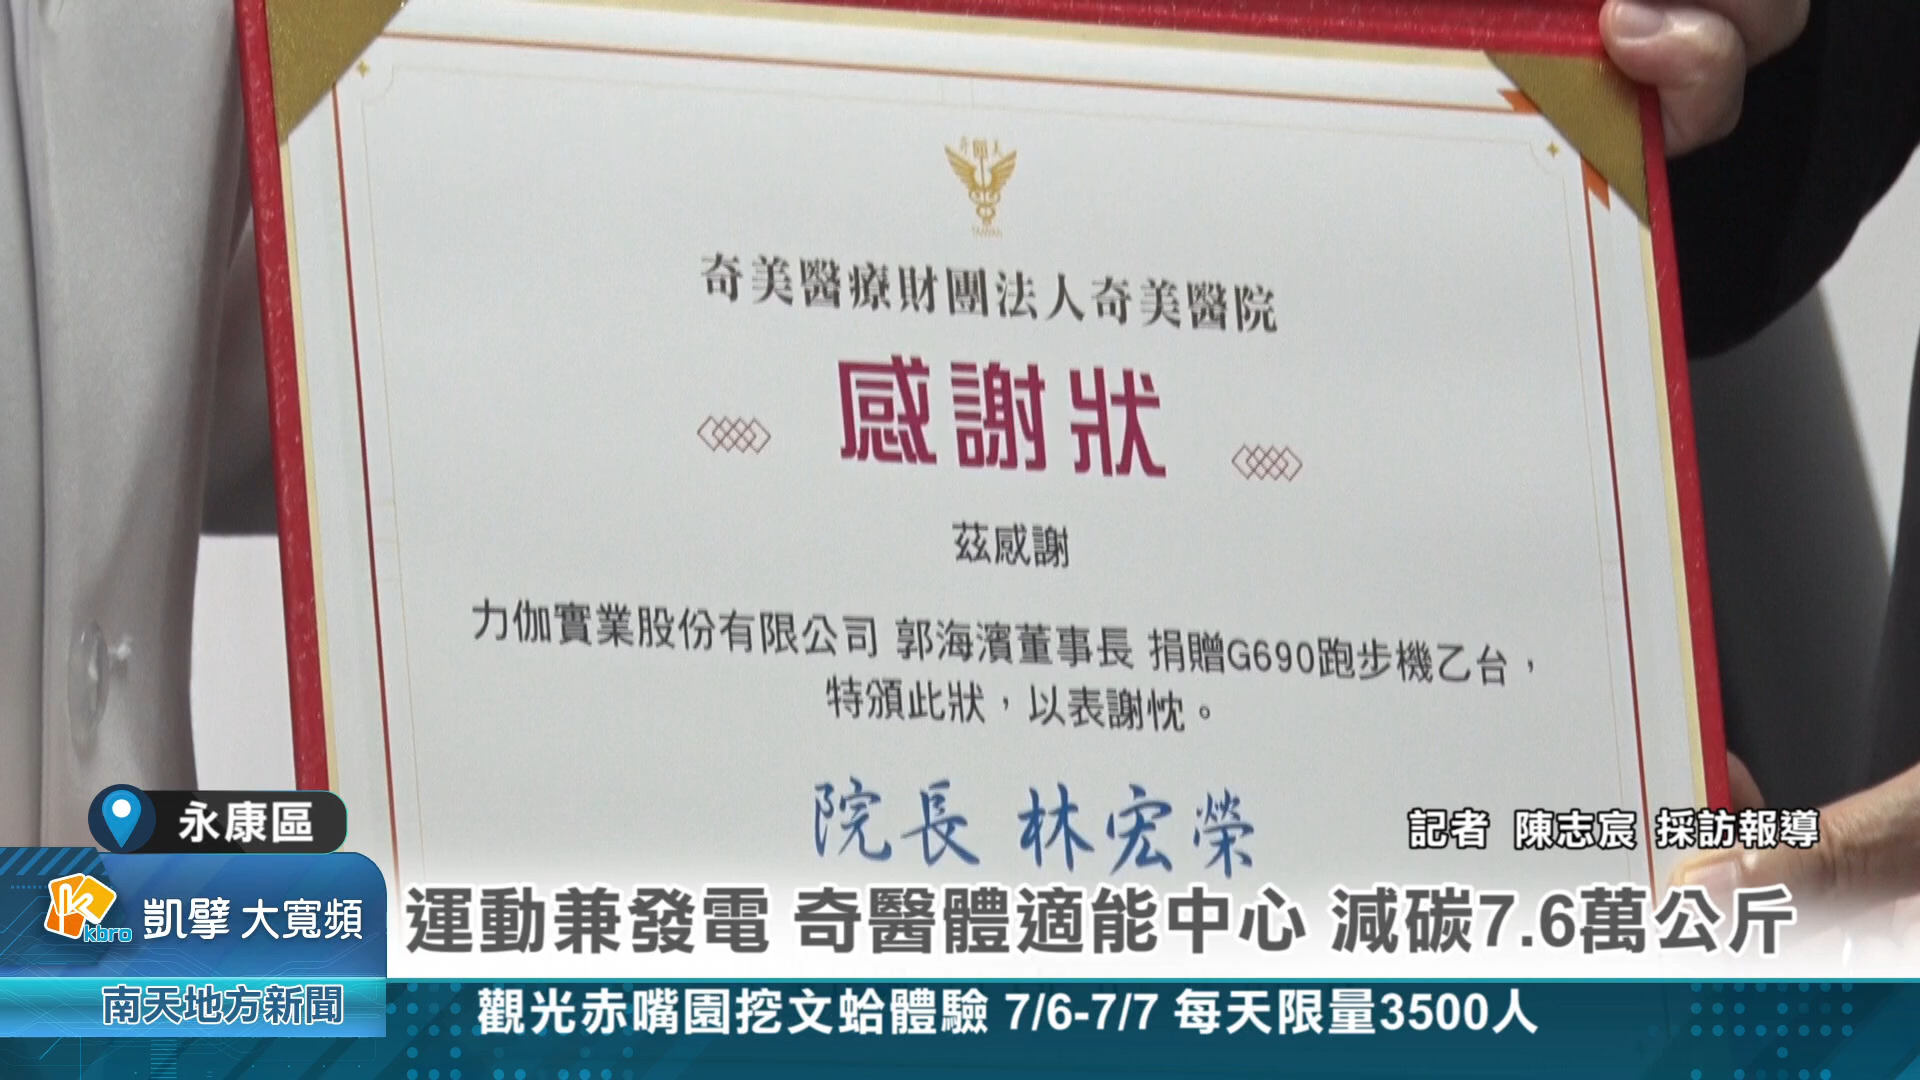 奇醫美
TAIWAN
奇美醫療財團法人奇美醫院
感謝狀
茲感謝
力伽實業股份有限公司 郭海濱董事長 捐贈G690跑步機乙台，
特頒此狀，以表謝忱。
院長 林宏榮
永康區
記者 陳志宸 採訪報導
kbro 凱擘大寬頻
運動兼發電 奇醫體適能中心 減碳7.6萬公斤
南天地方新聞
觀光赤嘴園挖文蛤體驗 7/6-7/7 每天限量3500人